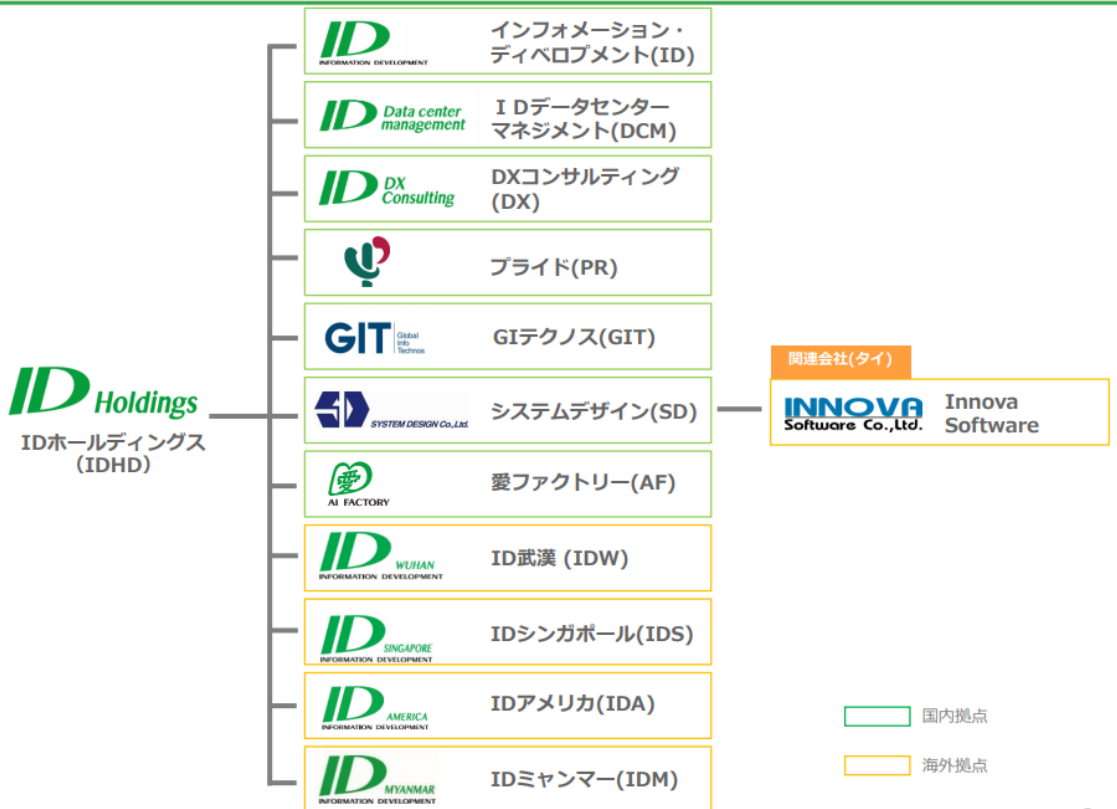 ID
INFORMATION DEVELOPMENT
インフォメーション・
ディベロプメント(ID)
ID Data center
management
ＩＤデータセンター
マネジメント(DCM)
ID DX
Consulting
DXコンサルティング
(DX)
プライド(PR)
GIT Global
Info
Technos
GIテクノス(GIT)
ID Holdings
IDホールディングス
（IDHD）
SD
SYSTEM DESIGN Co.,Ltd.
システムデザイン(SD)
関連会社(タイ)
INNOVA
Software Co.,Ltd.
Innova
Software
愛
AI FACTORY
愛ファクトリー(AF)
ID WUHAN
INFORMATION DEVELOPMENT
ID武漢 (IDW)
ID SINGAPORE
INFORMATION DEVELOPMENT
IDシンガポール(IDS)
ID AMERICA
INFORMATION DEVELOPMENT
IDアメリカ(IDA)
国内拠点
海外拠点
ID MYANMAR
INFORMATION DEVELOPMENT
IDミャンマー(IDM)